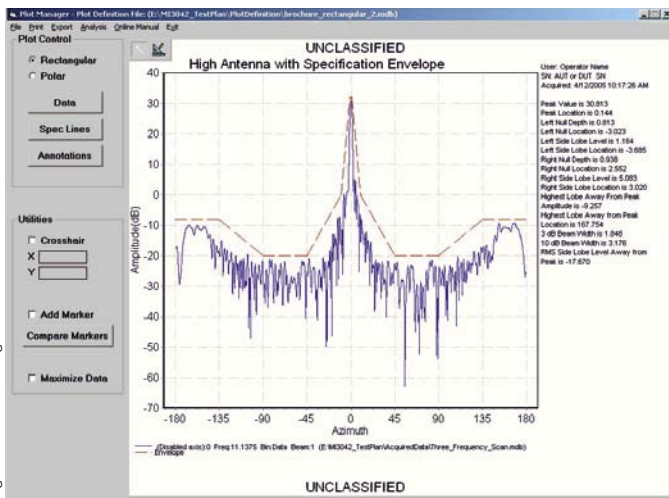 Plot Manager - Plot Definition File: (E:\MI3042_TestPlan\PlotDefinition\brochure_rectangular_2.mdb)
File Print Export Analysis Online Manual Exit
Plot Control
Rectangular
Polar
Data
Spec Lines
Annotations
Utilities
Crosshair
X
Y
Add Marker
Compare Markers
Maximize Data
UNCLASSIFIED
High Antenna with Specification Envelope
Amplitude(dB)
40
30
20
10
0
-10
-20
-30
-40
-50
-60
-70
-180 -135 -90 -45 0 45 90 135 180
Azimuth
(Disabled axis):0 Freq:11.1375 Bin:Data Beam:1 (E:\MI3042_TestPlan\AcquiredData\Three_Frequency_Scan.mdb)
Envelope
UNCLASSIFIED
User: Operator Name
SN: AUT or DUT SN
Acquired: 4/12/2005 10:17:26 AM
Peak Value is 30.813
Peak Location is 0.144
Left Null Depth is 0.813
Left Null Location is -3.023
Left Side Lobe Level is 1.164
Left Side Lobe Location is -3.685
Right Null Depth is 0.938
Right Null Location is 2.552
Right Side Lobe Level is 5.083
Right Side Lobe Location is 3.020
Highest Lobe Away From Peak
Amplitude is -9.257
Highest Lobe Away from Peak
Location is 167.754
3 dB Beam Width is 1.848
10 dB Beam Width is 3.176
RMS Side Lobe Level Away from
Peak is -17.670